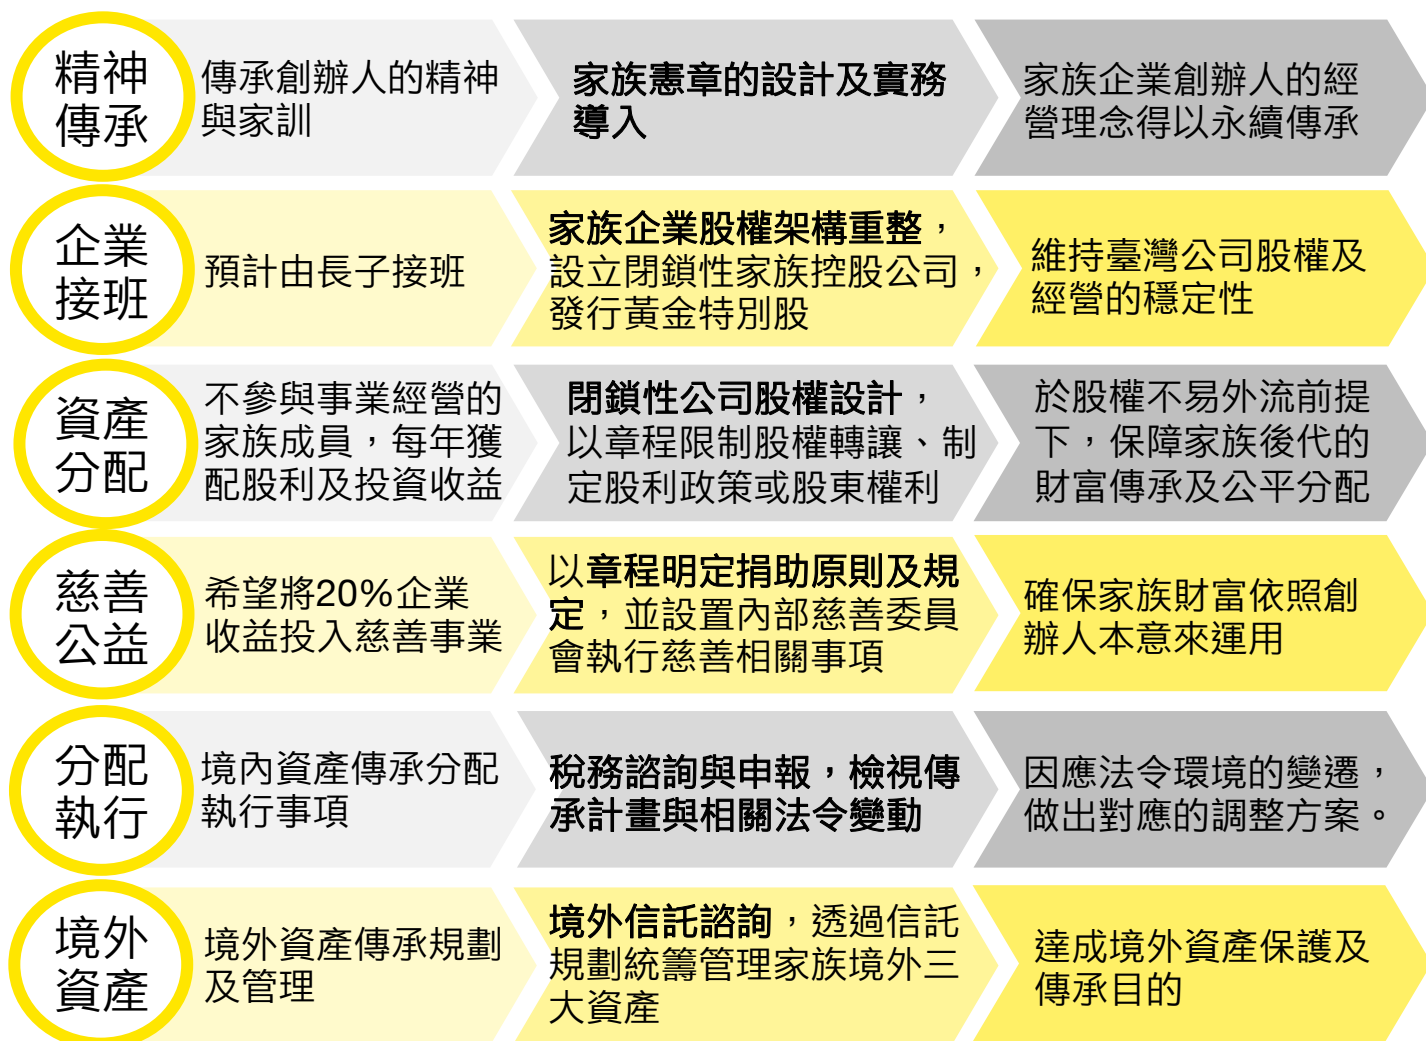 精神
傳承
傳承創辦人的精神
與家訓
家族憲章的設計及實務
導入
家族企業創辦人的經
營理念得以永續傳承
企業
接班
預計由長子接班
家族企業股權架構重整，
設立閉鎖性家族控股公司，
發行黃金特別股
維持臺灣公司股權及
經營的穩定性
資產
分配
不參與事業經營的
家族成員，每年獲
配股利及投資收益
閉鎖性公司股權設計，
以章程限制股權轉讓、制
定股利政策或股東權利
於股權不易外流前提
下，保障家族後代的
財富傳承及公平分配
慈善
公益
希望將20%企業
收益投入慈善事業
以章程明定捐助原則及規
定，並設置內部慈善委員
會執行慈善相關事項
確保家族財富依照創
辦人本意來運用
分配
執行
境內資產傳承分配
執行事項
稅務諮詢與申報，檢視傳
承計畫與相關法令變動
因應法令環境的變遷，
做出對應的調整方案。
境外
資產
境外資產傳承規劃
及管理
境外信託諮詢，透過信託
規劃統籌管理家族境外三
大資產
達成境外資產保護及
傳承目的